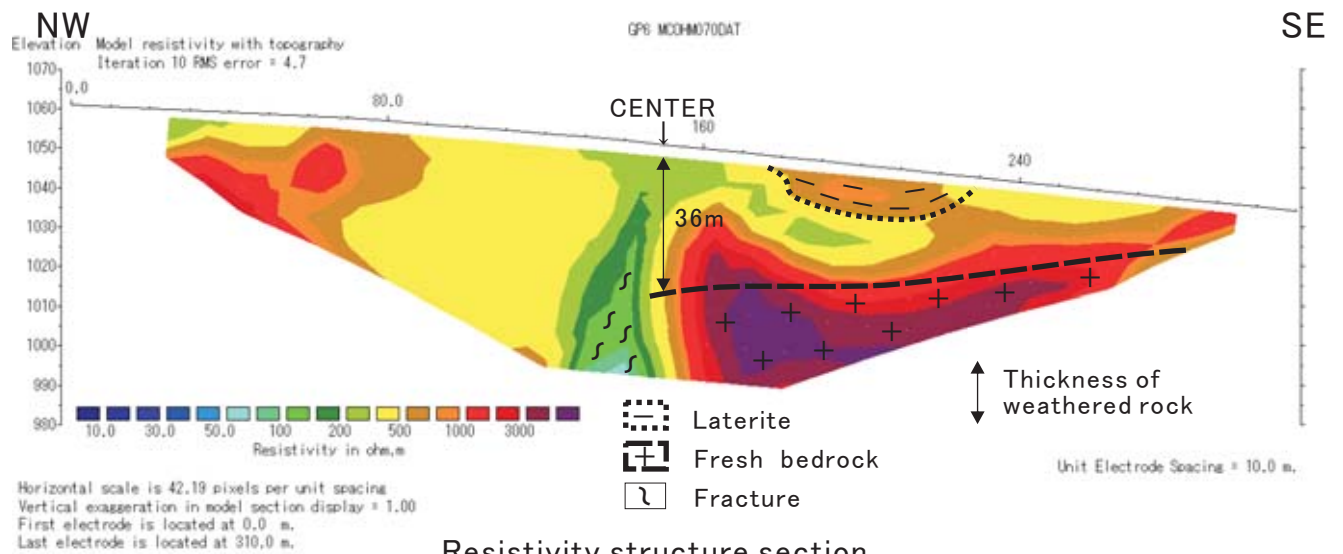 NW
SE
GP6 MCOHM070DAT
Elevation Model resistivity with topography
Iteration 10 RMS error = 4.7
1070
1060
1050
1040
1030
1020
1010
1000
990
980
0.0
80.0
CENTER
160
240
36m
10.0 30.0 50.0 100 200 500 1000 3000
Resistivity in ohm.m
Laterite
Fresh bedrock
Fracture
Thickness of
weathered rock
Unit Electrode Spacing = 10.0 m.
Horizontal scale is 42.19 pixels per unit spacing
Vertical exaggeration in model section display = 1.00
First electrode is located at 0.0 m.
Last electrode is located at 310.0 m.
Resistivity structure section